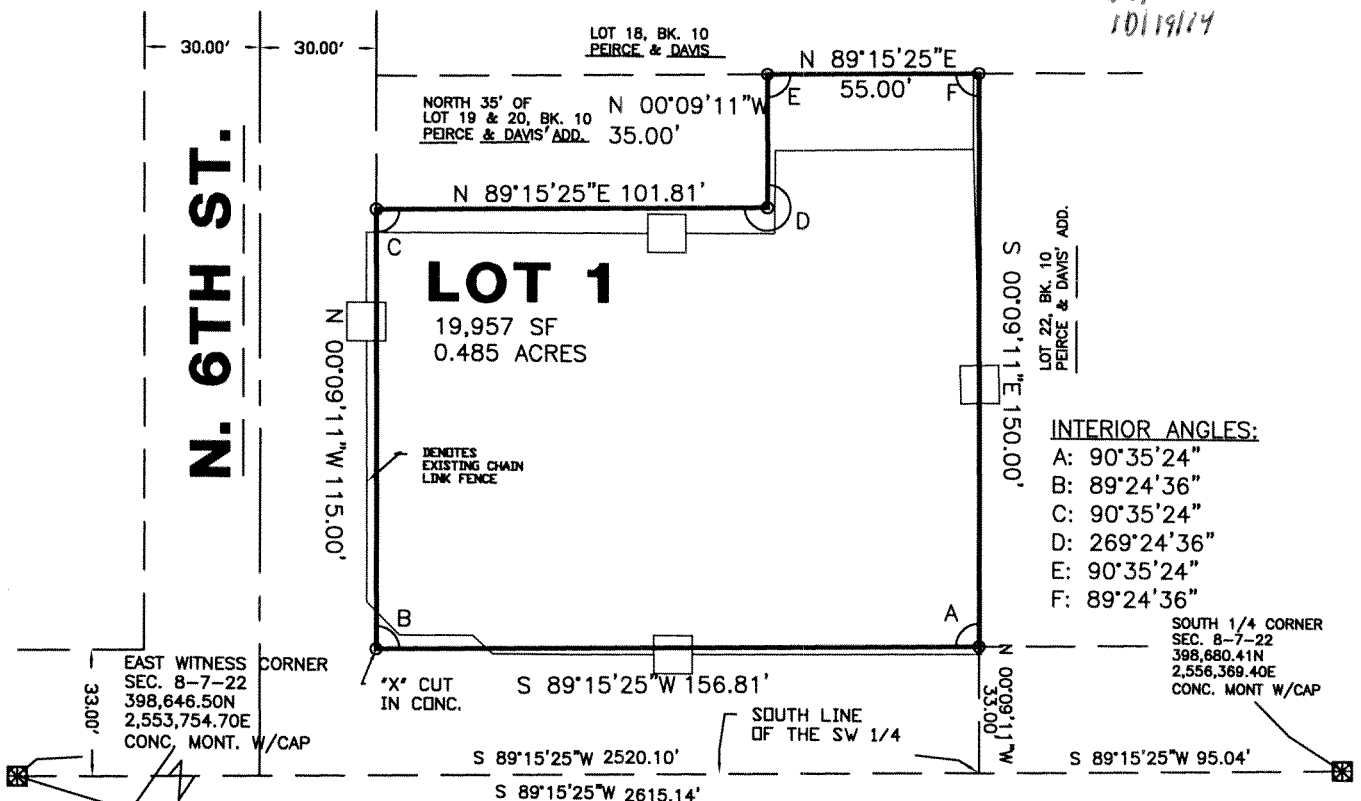 10/19/14
30.00'
30.00'
LOT 18, BK. 10
PEIRCE & DAVIS
N 89°15'25"E
55.00'
E
F
NORTH 35' OF
LOT 19 & 20, BK. 10
PEIRCE & DAVIS' ADD.
N 00°09'11"W
35.00'
N. 6TH ST.
N 89°15'25"E 101.81'
D
C
LOT 1
19,957 SF
0.485 ACRES
N 00°09'11"W 115.00'
DENOTES
EXISTING CHAIN
LINK FENCE
S 00°09'11"E 150.00'
LOT 22, BK. 10
PEIRCE & DAVIS' ADD.
INTERIOR ANGLES:
A: 90°35'24"
B: 89°24'36"
C: 90°35'24"
D: 269°24'36"
E: 90°35'24"
F: 89°24'36"
B
A
SOUTH 1/4 CORNER
SEC. 8-7-22
398,680.41N
2,556,369.40E
CONC. MONT W/CAP
EAST WITNESS CORNER
SEC. 8-7-22
398,646.50N
2,553,754.70E
CONC. MONT. W/CAP
33.00'
"X" CUT
IN CONC.
S 89°15'25"W 156.81'
N 00°09'11"W
33.00'
SOUTH LINE
OF THE SW 1/4
S 89°15'25"W 2520.10'
S 89°15'25"W 95.04'
S 89°15'25"W 2615.14'